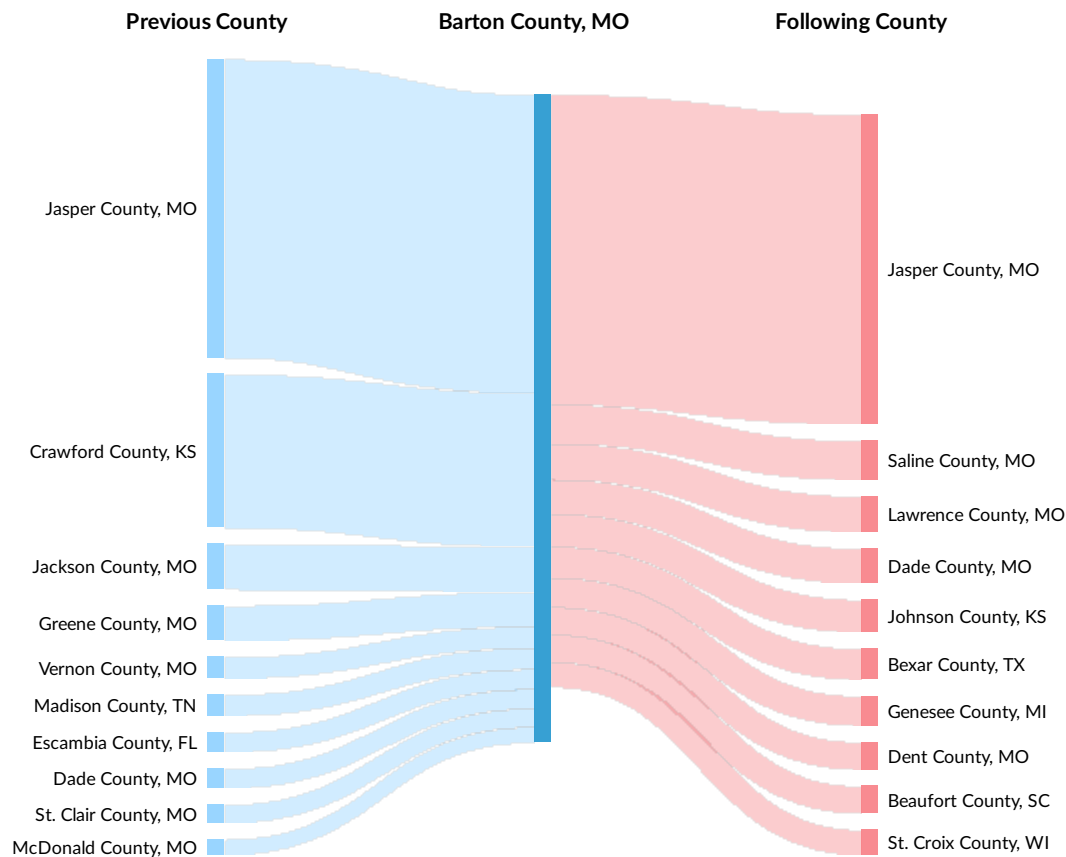 Previous County
Barton County, MO
Following County
Jasper County, MO
Crawford County, KS
Jackson County, MO
Greene County, MO
Vernon County, MO
Madison County, TN
Escambia County, FL
Dade County, MO
St. Clair County, MO
McDonald County, MO
Jasper County, MO
Saline County, MO
Lawrence County, MO
Dade County, MO
Johnson County, KS
Bexar County, TX
Genesee County, MI
Dent County, MO
Beaufort County, SC
St. Croix County, WI